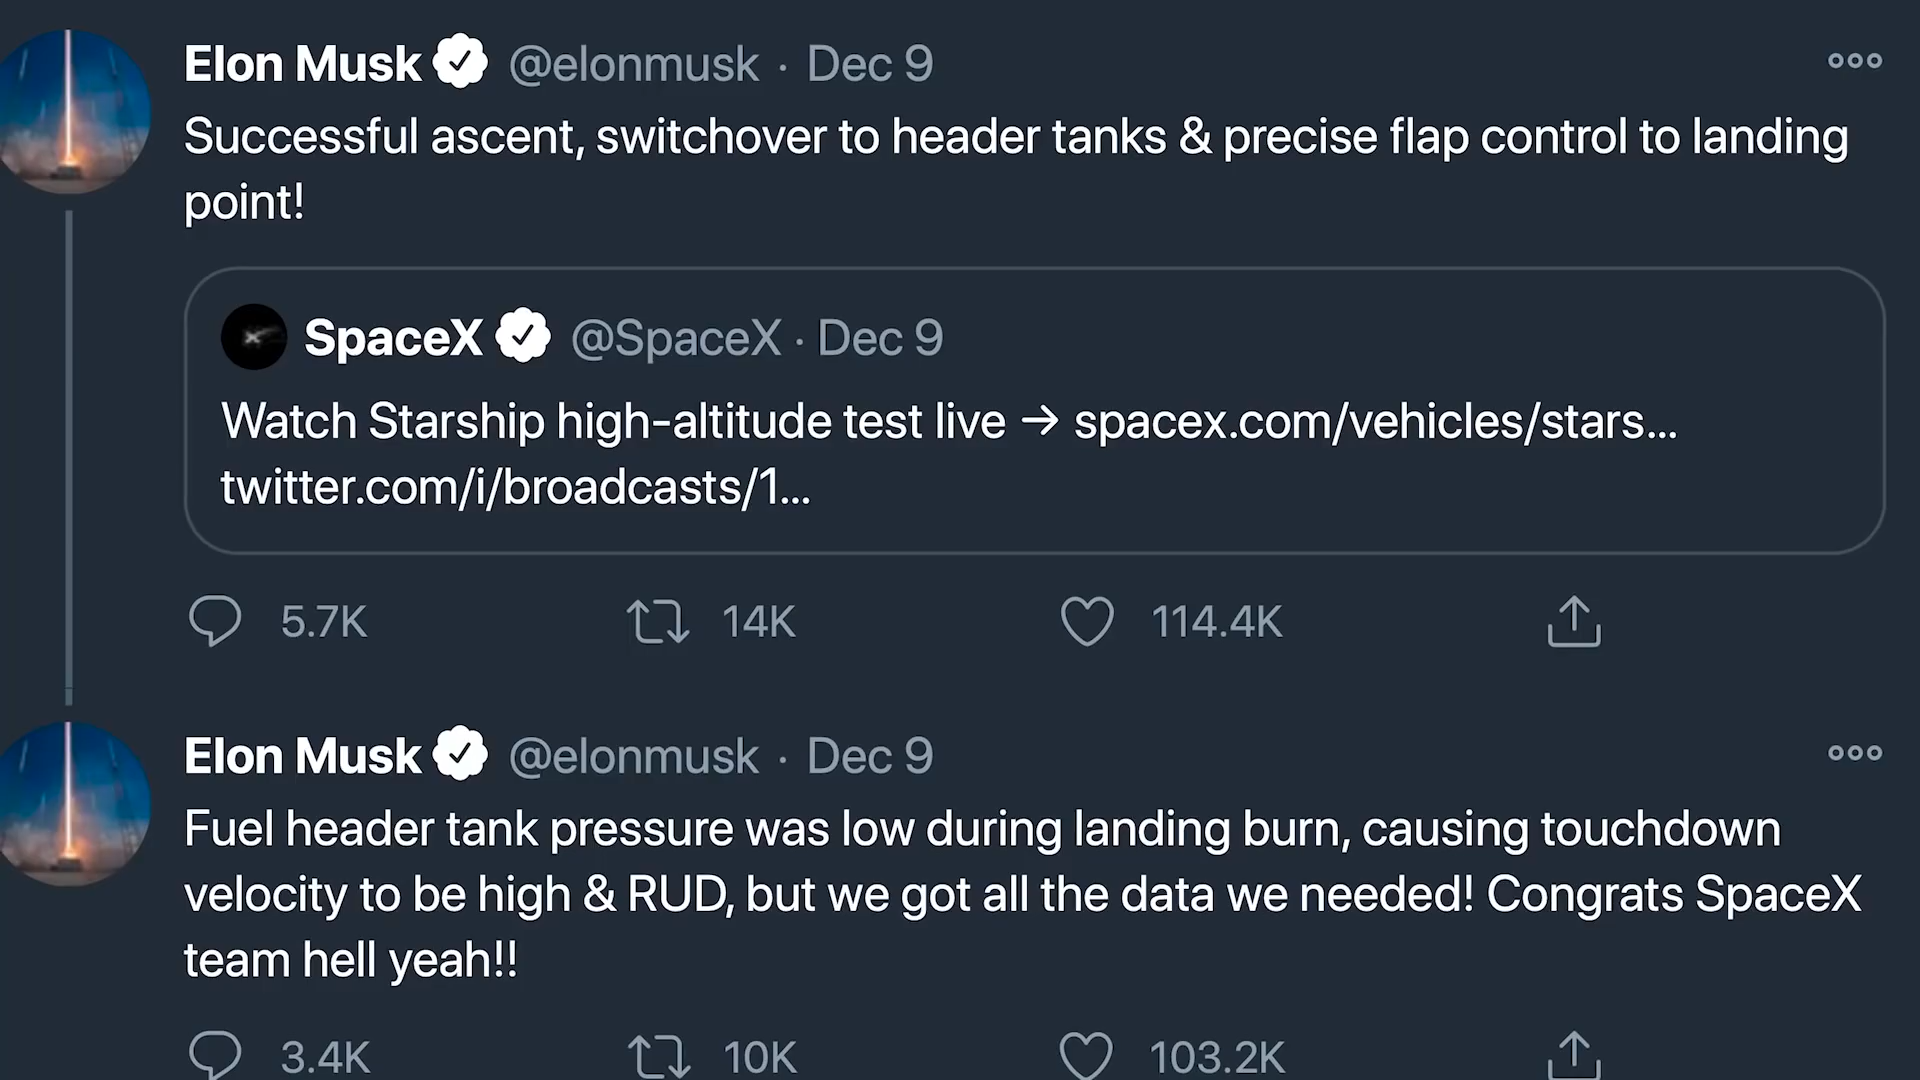 Elon Musk @elonmusk · Dec 9
Successful ascent, switchover to header tanks & precise flap control to landing
point!
SpaceX @SpaceX · Dec 9
Watch Starship high-altitude test live → spacex.com/vehicles/stars…
twitter.com/i/broadcasts/1…
5.7K 14K 114.4K
Elon Musk @elonmusk · Dec 9
Fuel header tank pressure was low during landing burn, causing touchdown
velocity to be high & RUD, but we got all the data we needed! Congrats SpaceX
team hell yeah!!
3.4K 10K 103.2K